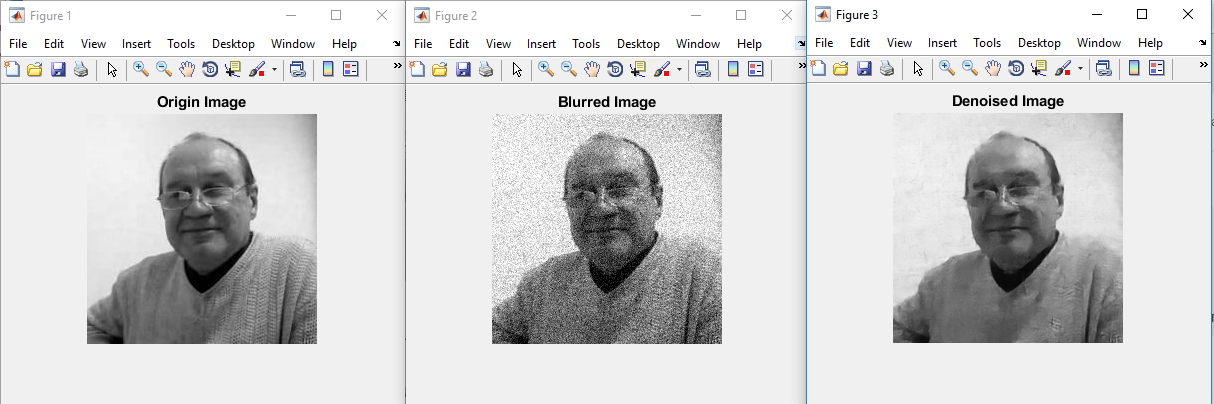 Figure 1
File Edit View Insert Tools Desktop Window Help
Origin Image
Figure 2
File Edit View Insert Tools Desktop Window Help
Blurred Image
Figure 3
File Edit View Insert Tools Desktop Window Help
Denoised Image